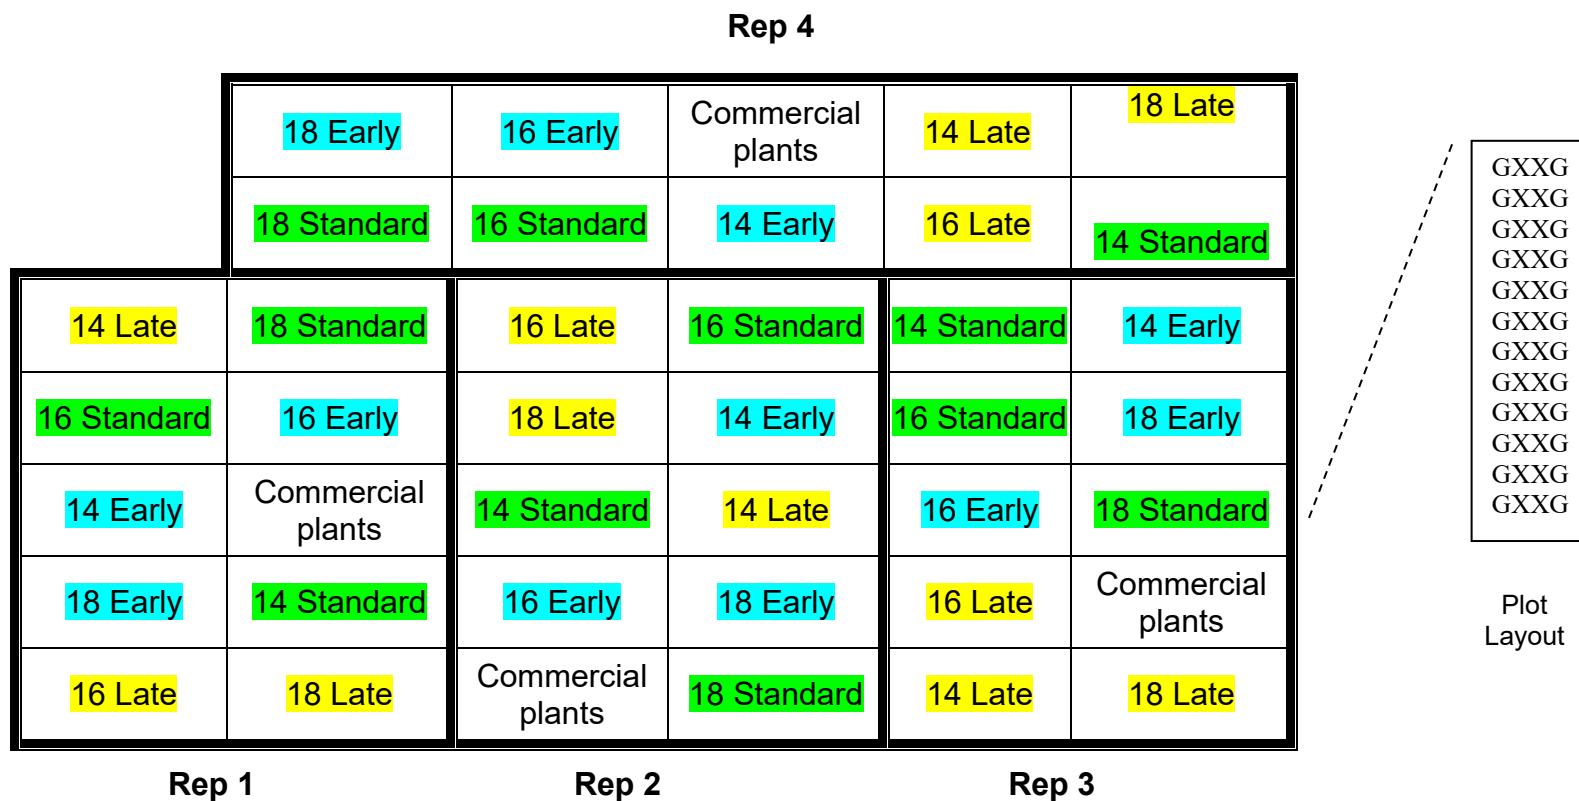 Rep 4
18 Early
16 Early
Commercial
plants
14 Late
18 Late
18 Standard
16 Standard
14 Early
16 Late
14 Standard
14 Late
18 Standard
16 Late
16 Standard
14 Standard
14 Early
16 Standard
16 Early
18 Late
14 Early
16 Standard
18 Early
14 Early
Commercial
plants
14 Standard
14 Late
16 Early
18 Standard
18 Early
14 Standard
16 Early
18 Early
16 Late
Commercial
plants
16 Late
18 Late
Commercial
plants
18 Standard
14 Late
18 Late
Rep 1
Rep 2
Rep 3
GXXG
GXXG
GXXG
GXXG
GXXG
GXXG
GXXG
GXXG
GXXG
GXXG
GXXG
GXXG
Plot
Layout